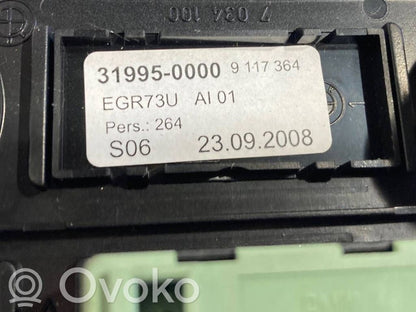 7 034 100
31995-0000 9 117 364
EGR73U AI 01
Pers.: 264
S06 23.09.2008
Ovoko